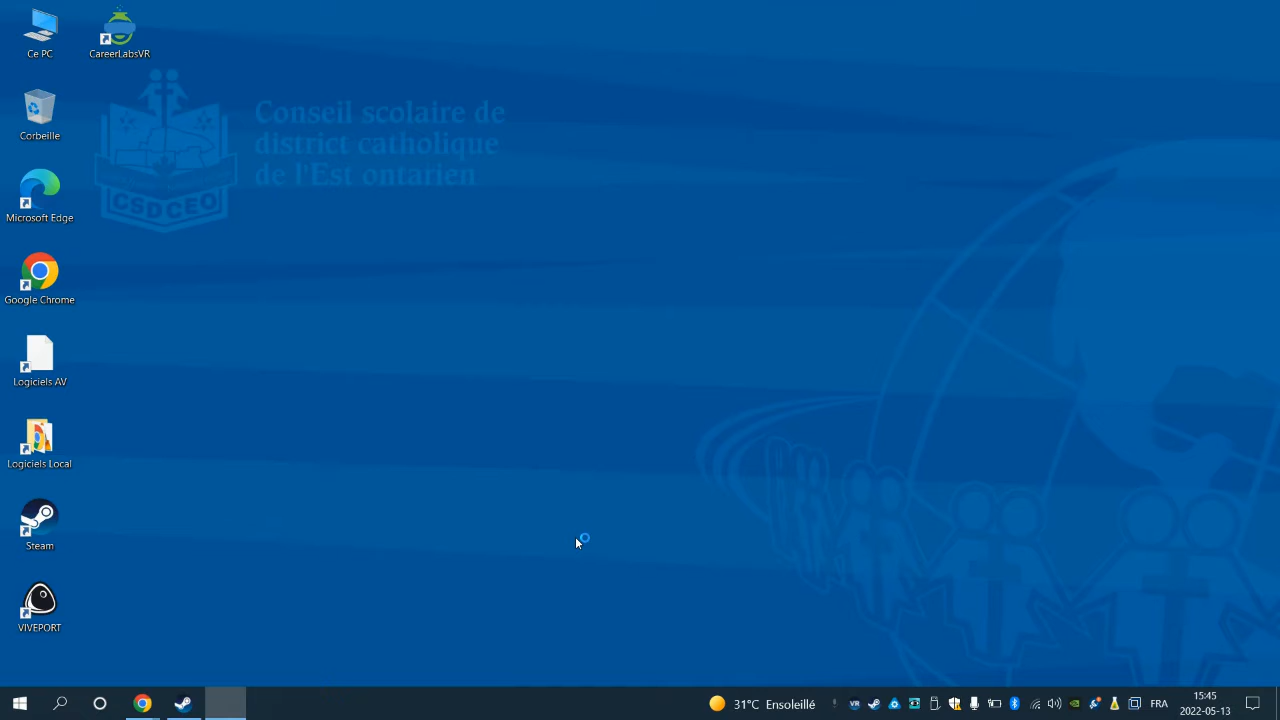 Ce PC
CareerLabsVR
Conseil scolaire de
district catholique
de l'Est ontarien
CSDCEO
Corbeille
Microsoft Edge
Google Chrome
Logiciels AV
Logiciels Local
Steam
VIVEPORT
31°C Ensoleillé
VR
FRA
15:45
2022-05-13